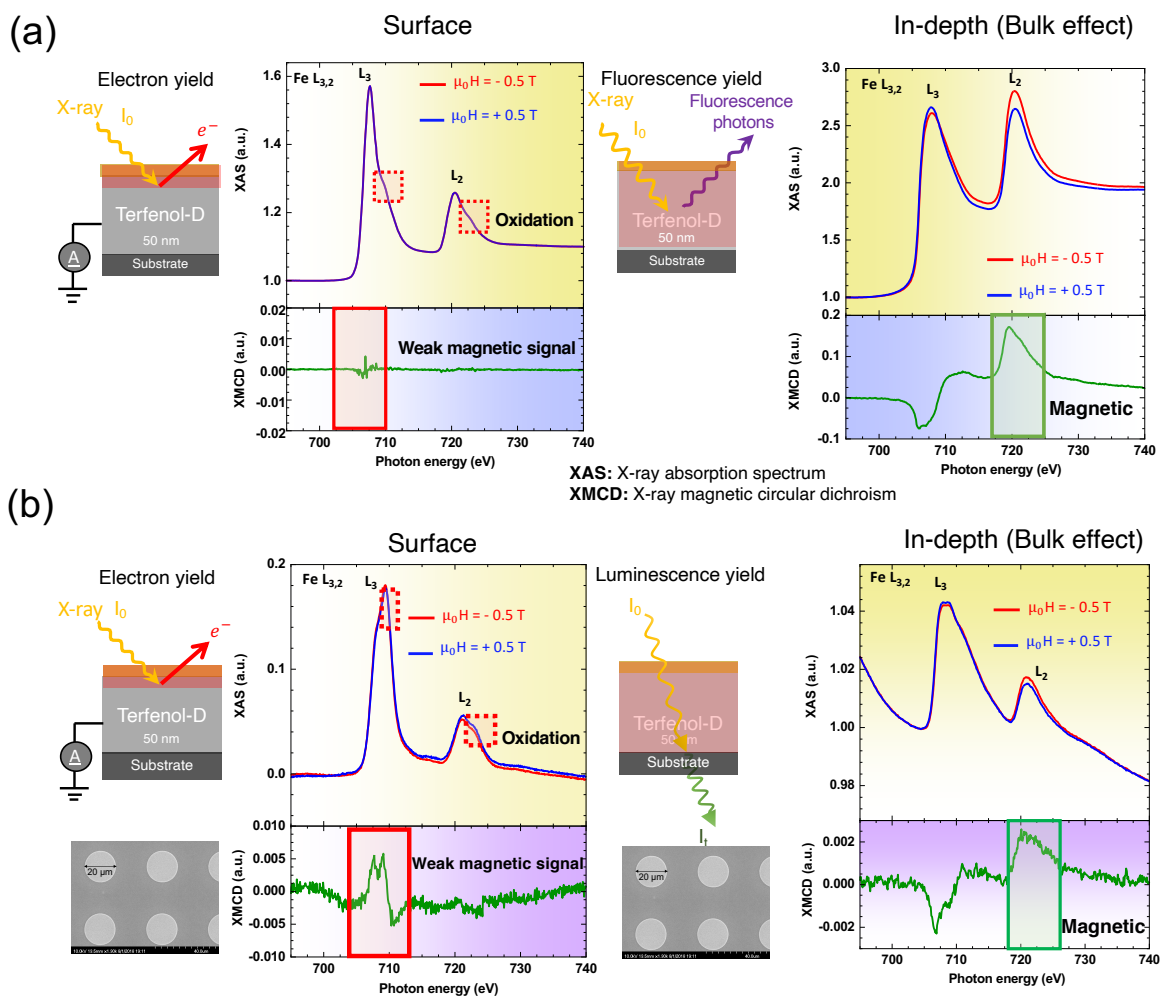 (a)
Surface
In-depth (Bulk effect)
Electron yield
X-ray
I0
e−
Terfenol-D
50 nm
Substrate
A
1.6
1.4
1.2
1.0
XAS (a.u.)
Fe L3,2
L3
L2
μ0H = - 0.5 T
μ0H = + 0.5 T
Oxidation
0.02
0.01
0.00
-0.01
-0.02
XMCD (a.u.)
Weak magnetic signal
700 710 720 730 740
Photon energy (eV)
Fluorescence yield
X-ray
I0
Fluorescence
photons
Terfenol-D
50 nm
Substrate
3.0
2.5
2.0
1.5
1.0
XAS (a.u.)
Fe L3,2
L3
L2
μ0H = - 0.5 T
μ0H = + 0.5 T
0.2
0.1
0.0
-0.1
XMCD (a.u.)
Magnetic
700 710 720 730 740
Photon energy (eV)
XAS: X-ray absorption spectrum
XMCD: X-ray magnetic circular dichroism
(b)
Surface
In-depth (Bulk effect)
Electron yield
X-ray
I0
e−
Terfenol-D
50 nm
Substrate
A
20 μm
40.0um
0.2
0.1
0.0
XAS (a.u.)
Fe L3,2
L3
L2
μ0H = - 0.5 T
μ0H = + 0.5 T
Oxidation
0.010
0.005
0.000
-0.005
-0.010
XMCD (a.u.)
Weak magnetic signal
700 710 720 730 740
Photon energy (eV)
Luminescence yield
I0
Terfenol-D
50 nm
Substrate
It
20 μm
40.0um
1.04
1.02
1.00
0.98
XAS (a.u.)
Fe L3,2
L3
L2
μ0H = - 0.5 T
μ0H = + 0.5 T
0.002
0.000
-0.002
XMCD (a.u.)
Magnetic
700 710 720 730 740
Photon energy (eV)